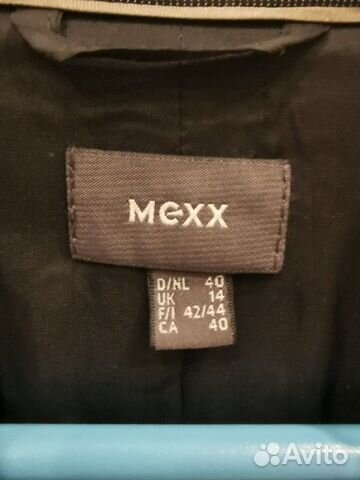 MEXX
D/NL 40
UK 14
F/I 42/44
CA 40
Avito